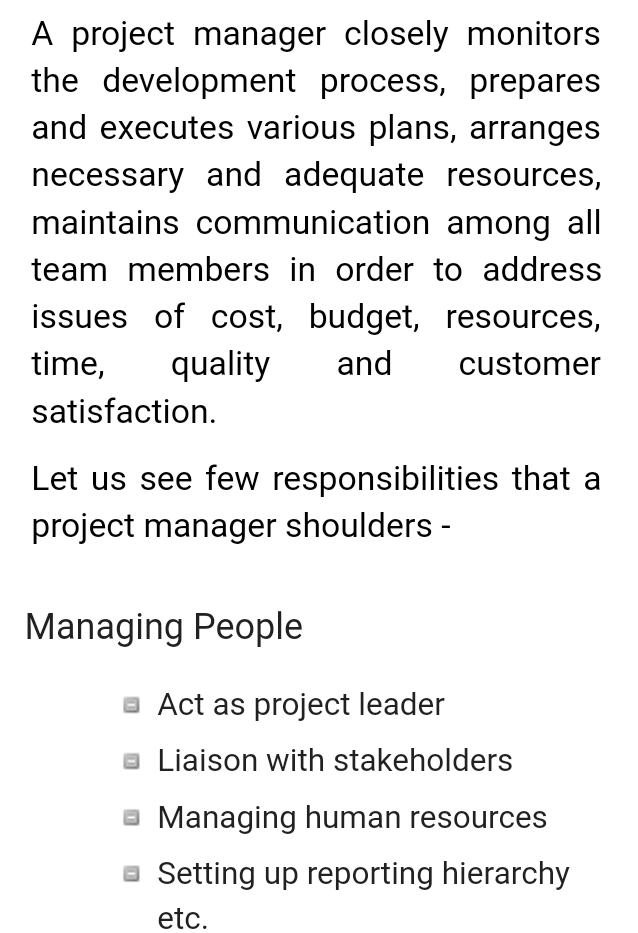 A project manager closely monitors
the development process, prepares
and executes various plans, arranges
necessary and adequate resources,
maintains communication among all
team members in order to address
issues of cost, budget, resources,
time, quality and customer
satisfaction.
Let us see few responsibilities that a
project manager shoulders -
Managing People
Act as project leader
Liaison with stakeholders
Managing human resources
Setting up reporting hierarchy
etc.